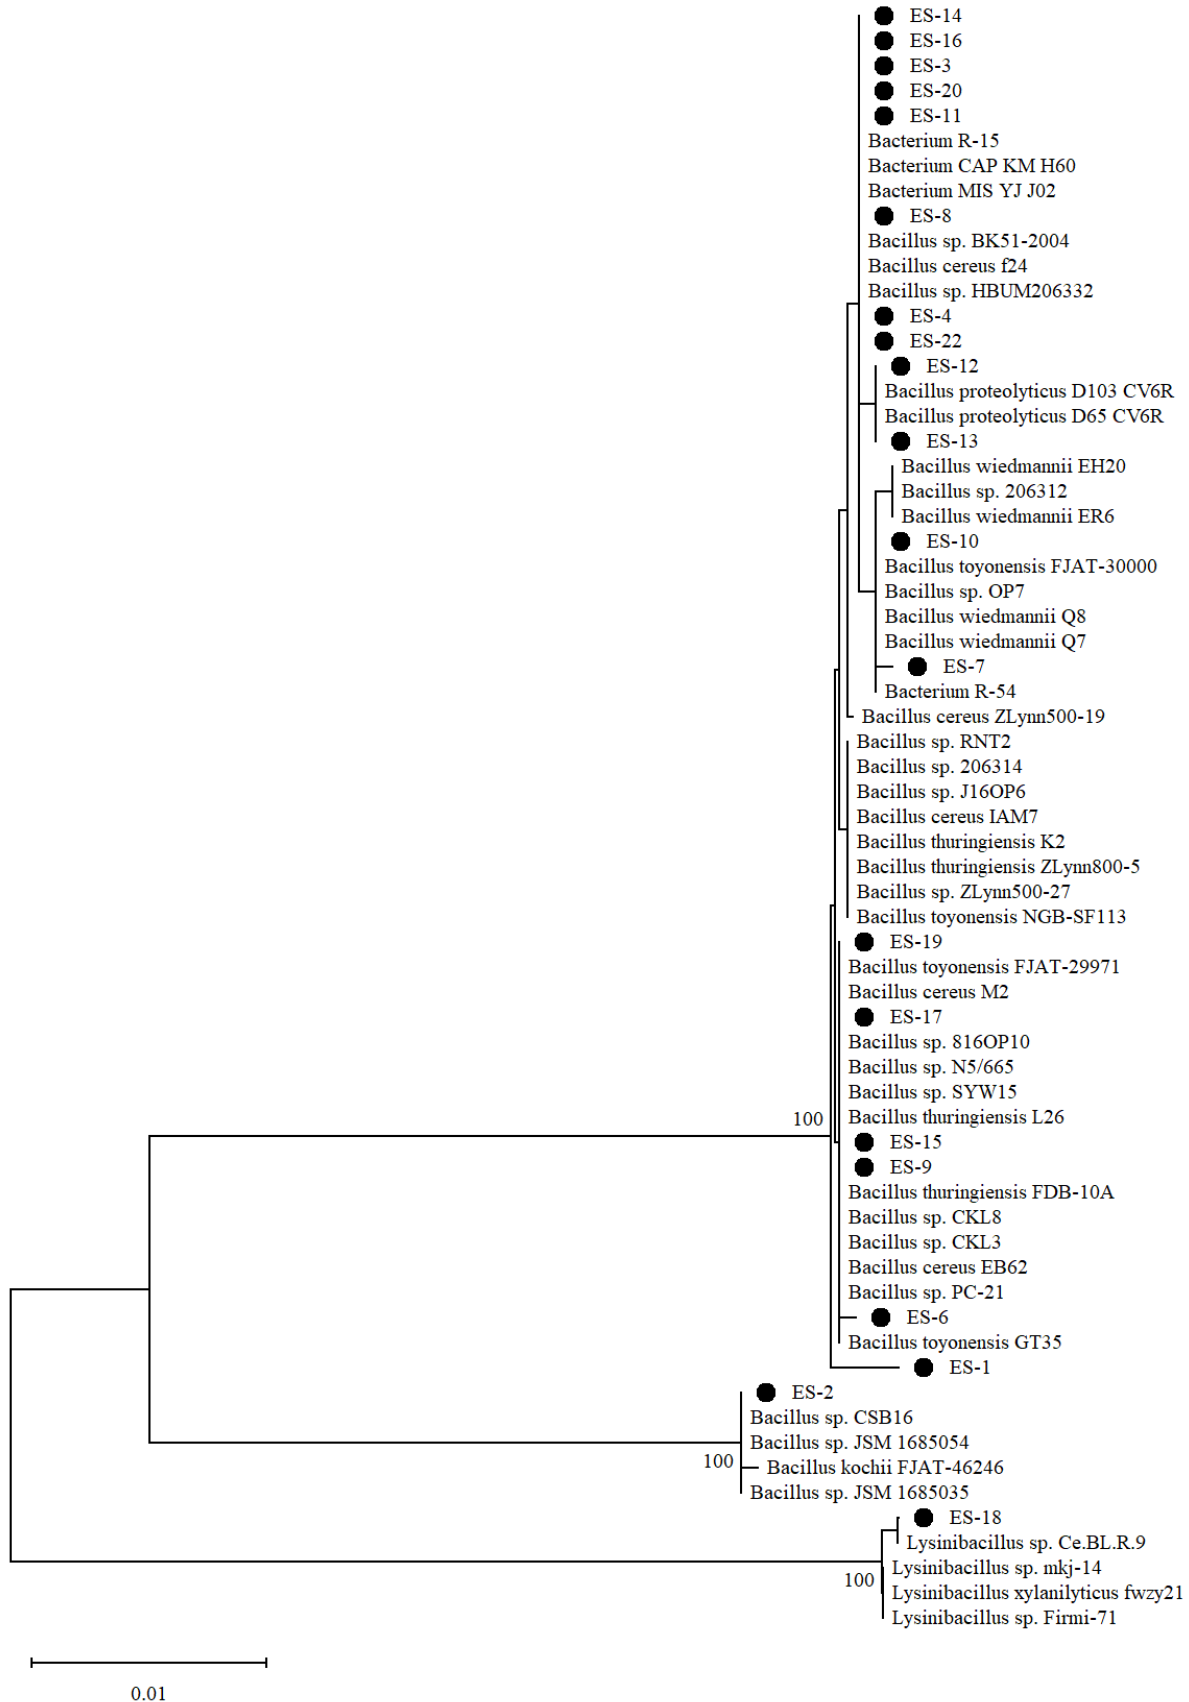 ES-14
ES-16
ES-3
ES-20
ES-11
Bacterium R-15
Bacterium CAP KM H60
Bacterium MIS YJ J02
ES-8
Bacillus sp. BK51-2004
Bacillus cereus f24
Bacillus sp. HBUM206332
ES-4
ES-22
ES-12
Bacillus proteolyticus D103 CV6R
Bacillus proteolyticus D65 CV6R
ES-13
Bacillus wiedmannii EH20
Bacillus sp. 206312
Bacillus wiedmannii ER6
ES-10
Bacillus toyonensis FJAT-30000
Bacillus sp. OP7
Bacillus wiedmannii Q8
Bacillus wiedmannii Q7
ES-7
Bacterium R-54
Bacillus cereus ZLynn500-19
Bacillus sp. RNT2
Bacillus sp. 206314
Bacillus sp. J16OP6
Bacillus cereus IAM7
Bacillus thuringiensis K2
Bacillus thuringiensis ZLynn800-5
Bacillus sp. ZLynn500-27
Bacillus toyonensis NGB-SF113
ES-19
Bacillus toyonensis FJAT-29971
Bacillus cereus M2
ES-17
Bacillus sp. 816OP10
Bacillus sp. N5/665
Bacillus sp. SYW15
Bacillus thuringiensis L26
100
ES-15
ES-9
Bacillus thuringiensis FDB-10A
Bacillus sp. CKL8
Bacillus sp. CKL3
Bacillus cereus EB62
Bacillus sp. PC-21
ES-6
Bacillus toyonensis GT35
ES-1
ES-2
Bacillus sp. CSB16
Bacillus sp. JSM 1685054
100
Bacillus kochii FJAT-46246
Bacillus sp. JSM 1685035
ES-18
Lysinibacillus sp. Ce.BL.R.9
Lysinibacillus sp. mkj-14
100
Lysinibacillus xylanilyticus fwzy21
Lysinibacillus sp. Firmi-71
0.01